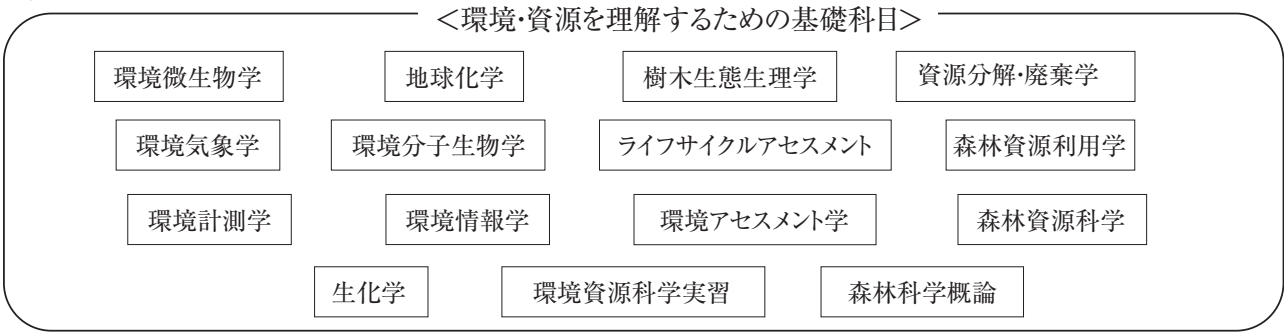 <環境・資源を理解するための基礎科目>
環境微生物学 地球化学 樹木生態生理学 資源分解・廃棄学
環境気象学 環境分子生物学 ライフサイクルアセスメント 森林資源利用学
環境計測学 環境情報学 環境アセスメント学 森林資源科学
生化学 環境資源科学実習 森林科学概論